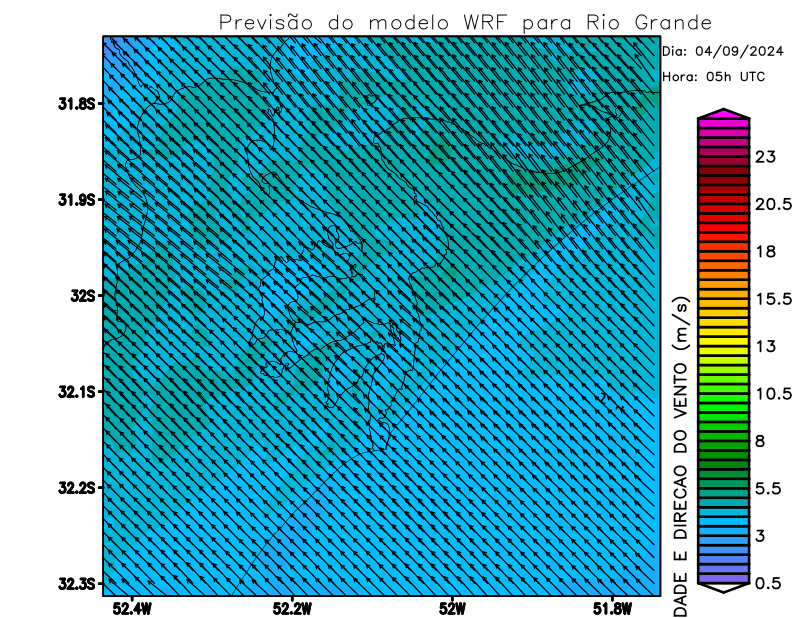 Previsão do modelo WRF para Rio Grande
Dia: 04/09/2024
Hora: 05h UTC
31.8S
31.9S
32S
32.1S
32.2S
32.3S
52.4W
52.2W
52W
51.8W
23
20.5
18
15.5
13
10.5
8
5.5
3
0.5
DADE E DIRECAO DO VENTO (m/s)